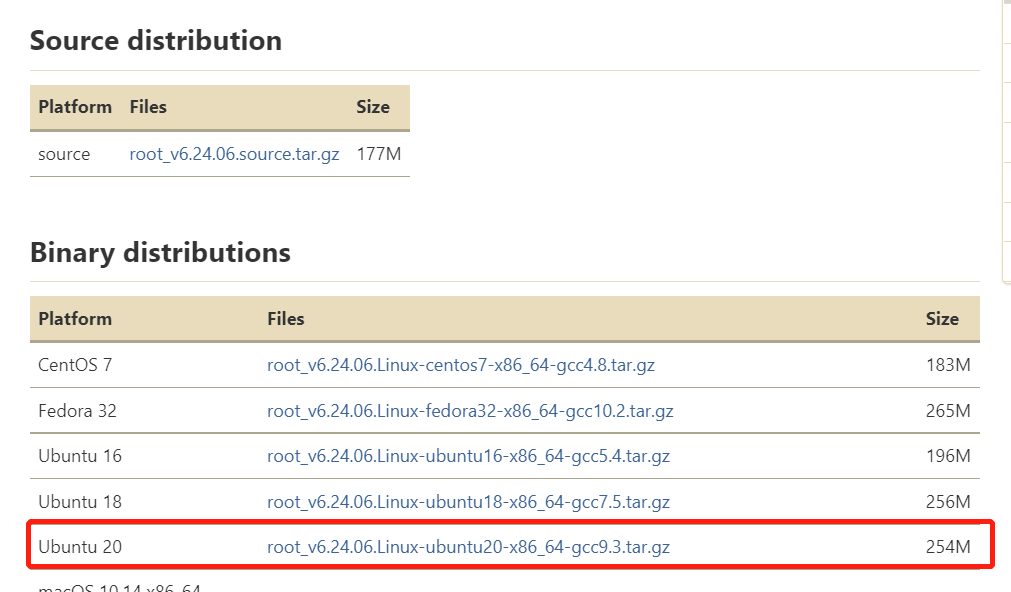 Source distribution
Platform Files Size
source root_v6.24.06.source.tar.gz 177M
Binary distributions
Platform Files Size
CentOS 7 root_v6.24.06.Linux-centos7-x86_64-gcc4.8.tar.gz 183M
Fedora 32 root_v6.24.06.Linux-fedora32-x86_64-gcc10.2.tar.gz 265M
Ubuntu 16 root_v6.24.06.Linux-ubuntu16-x86_64-gcc5.4.tar.gz 196M
Ubuntu 18 root_v6.24.06.Linux-ubuntu18-x86_64-gcc7.5.tar.gz 256M
Ubuntu 20 root_v6.24.06.Linux-ubuntu20-x86_64-gcc9.3.tar.gz 254M
macOS 10.14 x86_64